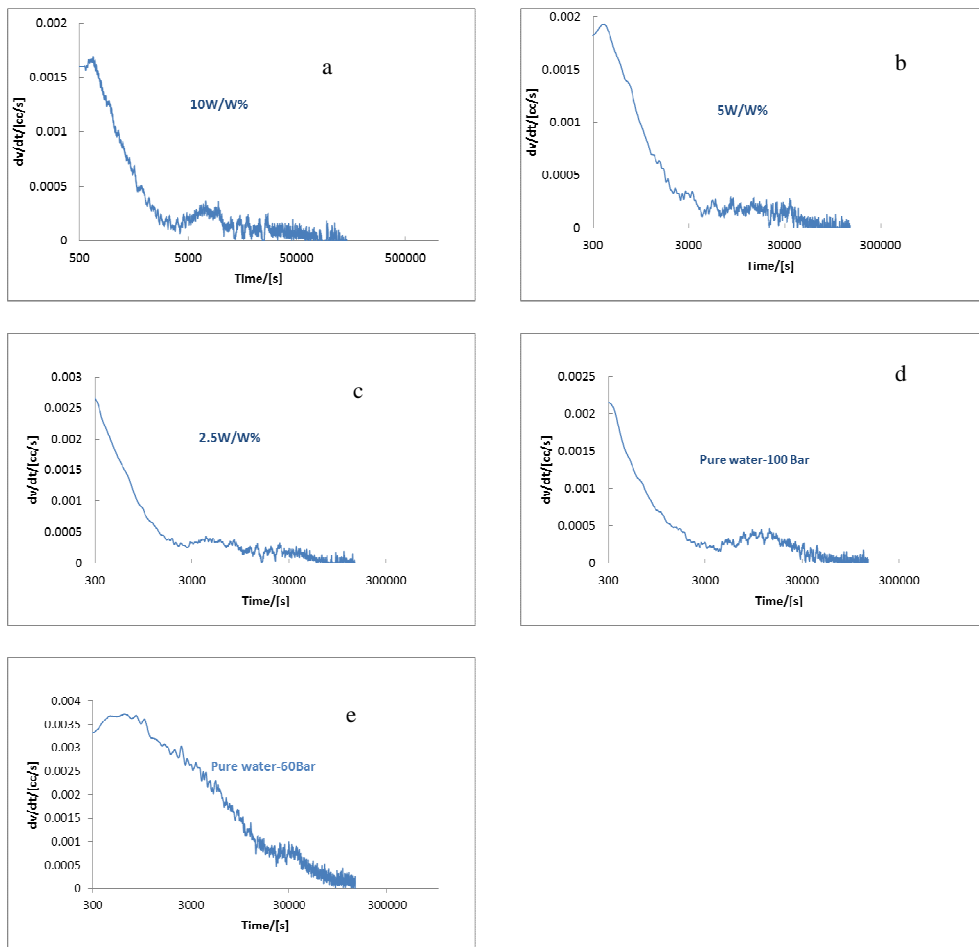 0.002
a
0.0015
10W/W%
0.001
0.0005
0
500
5000
50000
500000
dv/dt/[cc/s]
Time/[s]
0.002
b
0.0015
5W/W%
0.001
0.0005
0
300
3000
30000
300000
dv/dt/[cc/s]
Time/[s]
0.003
c
0.0025
2.5W/W%
0.002
0.0015
0.001
0.0005
0
300
3000
30000
300000
dv/dt/[cc/s]
Time/[s]
0.0025
d
0.002
Pure water-100 Bar
0.0015
0.001
0.0005
0
300
3000
30000
300000
dv/dt/[cc/s]
Time/[s]
0.004
e
0.0035
0.003
Pure water-60Bar
0.0025
0.002
0.0015
0.001
0.0005
0
300
3000
30000
300000
dv/dt/[cc/s]
Time/[s]